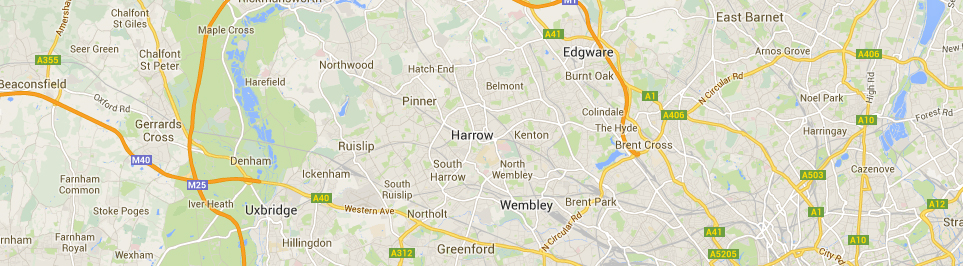 Rickmansworth
M1
Chalfont
St Giles
Amersham
Maple Cross
East Barnet
A41
Edgware
Seer Green
A355
Chalfont
St Peter
Arnos Grove
A406
New
Northwood
Hatch End
Burnt Oak
N Circular Rd
High Rd
Beaconsfield
Harefield
Belmont
A1
Noel Park
Oxford Rd
Pinner
Colindale
A406
A10
Forest Rd
Gerrards
Cross
Harrow
Kenton
The Hyde
Harringay
Brent Cross
M40
Denham
Ruislip
South
Harrow
North
Wembley
A503
Cazenove
Farnham
Common
M25
Ickenham
South
Ruislip
A40
Western Ave
Iver Heath
Uxbridge
Stoke Poges
Northolt
Wembley
Brent Park
A1
A12
Stra
Farnham
Royal
Hillingdon
N Circular Rd
A41
A10
rnham
Wexham
A312
Greenford
A5205
City Rd